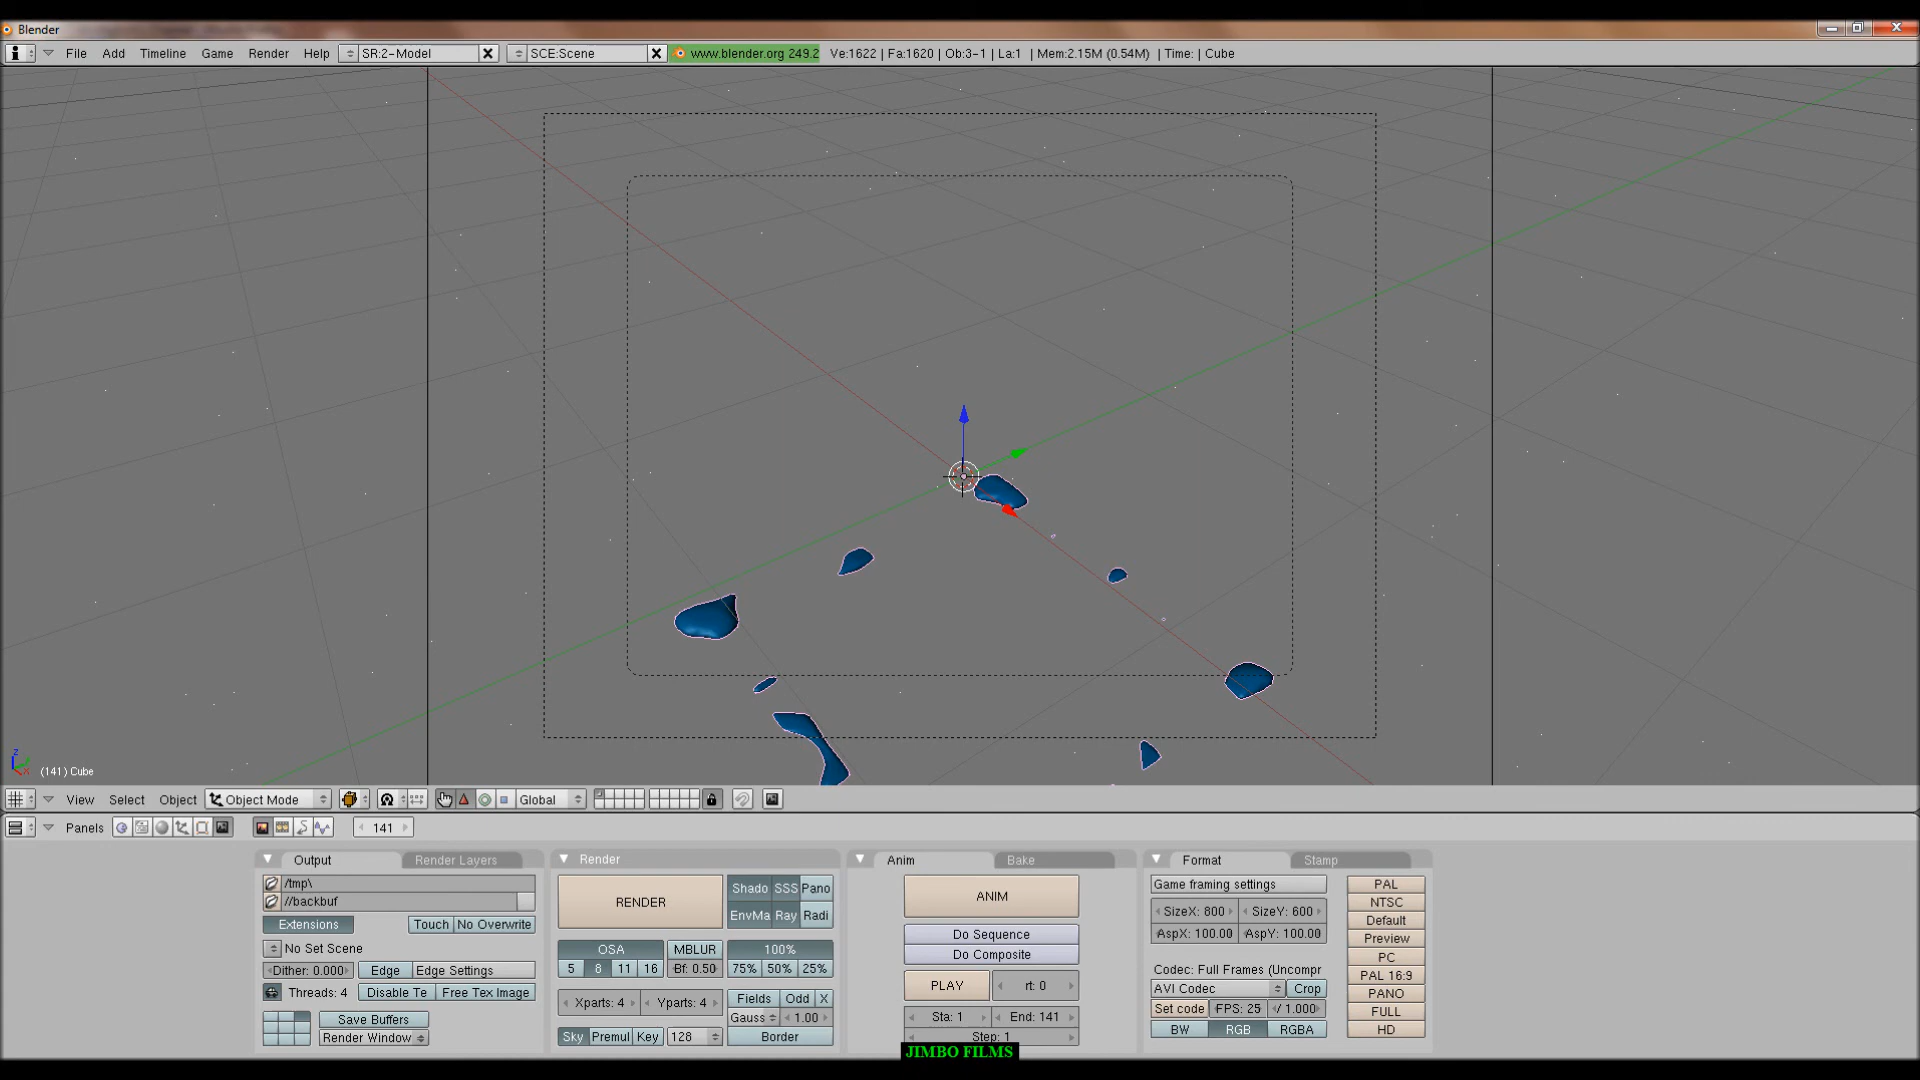 Blender
File Add Timeline Game Render Help SR:2-Model SCE:Scene www.blender.org 249.2 Ve:1622 | Fa:1620 | Ob:3-1 | La:1 | Mem:2.15M (0.54M) | Time: | Cube
z
x
(141) Cube
View Select Object Object Mode Global
Panels 141
Output Render Layers Render Anim Bake Format Stamp
/tmp\
//backbuf
Extensions Touch No Overwrite
No Set Scene
Dither: 0.000 Edge Edge Settings
Threads: 4 Disable Te Free Tex Image
Save Buffers
Render Window
RENDER
Shado SSS Pano
EnvMa Ray Radi
OSA MBLUR 100%
5 8 11 16 Bf: 0.50 75% 50% 25%
Xparts: 4 Yparts: 4 Fields Odd X
Gauss 1.00
Sky Premul Key 128 Border
ANIM
Do Sequence
Do Composite
PLAY rt: 0
Sta: 1 End: 141
Step: 1
Game framing settings
SizeX: 800 SizeY: 600
AspX: 100.00 AspY: 100.00
Codec: Full Frames (Uncompr
AVI Codec Crop
Set code FPS: 25 / 1.000
BW RGB RGBA
PAL
NTSC
Default
Preview
PC
PAL 16:9
PANO
FULL
HD
JIMBO FILMS